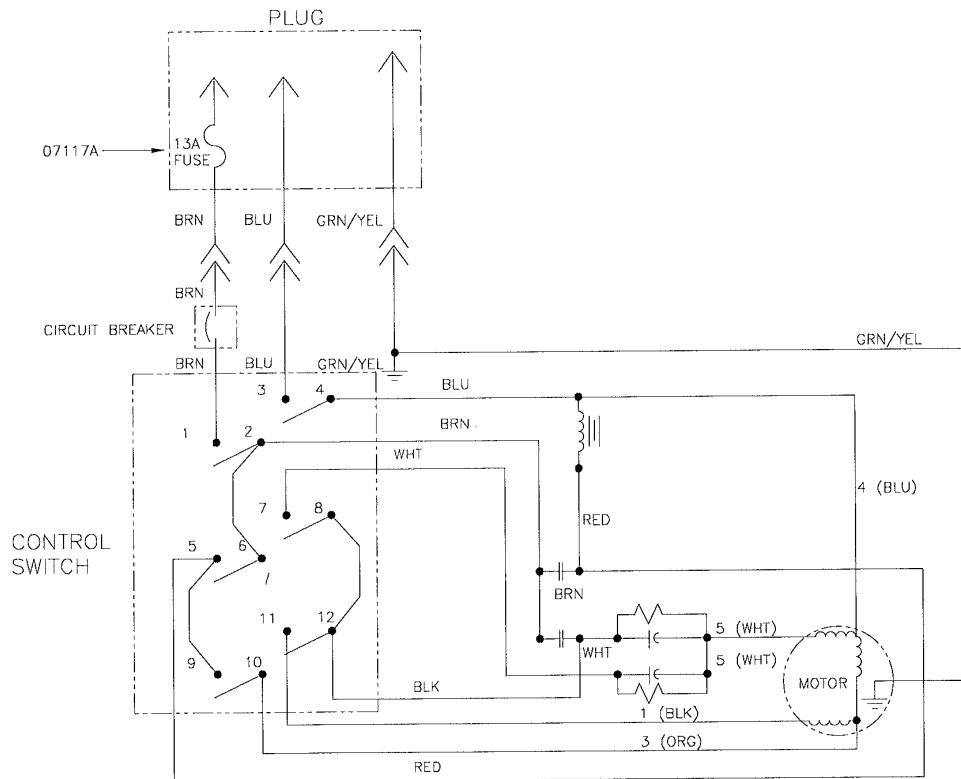 PLUG
07117A
13A
FUSE
BRN
BLU
GRN/YEL
BRN
CIRCUIT BREAKER
BRN
BLU
GRN/YEL
GRN/YEL
3
4
BLU
1
2
BRN
WHT
4 (BLU)
7
8
RED
CONTROL
SWITCH
5
6
BRN
11
12
WHT
5 (WHT)
5 (WHT)
9
10
BLK
MOTOR
1 (BLK)
3 (ORG)
RED